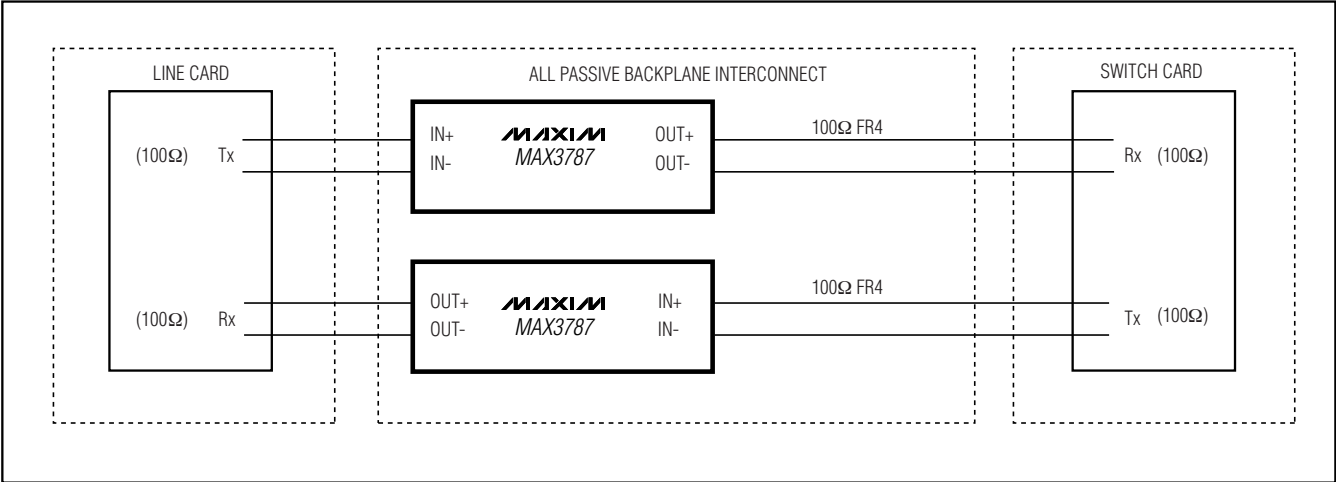 LINE CARD
ALL PASSIVE BACKPLANE INTERCONNECT
SWITCH CARD
(100Ω) Tx
IN+ MAXIM OUT+
IN- MAX3787 OUT-
100Ω FR4
Rx (100Ω)
(100Ω) Rx
OUT+ MAXIM IN+
OUT- MAX3787 IN-
100Ω FR4
Tx (100Ω)